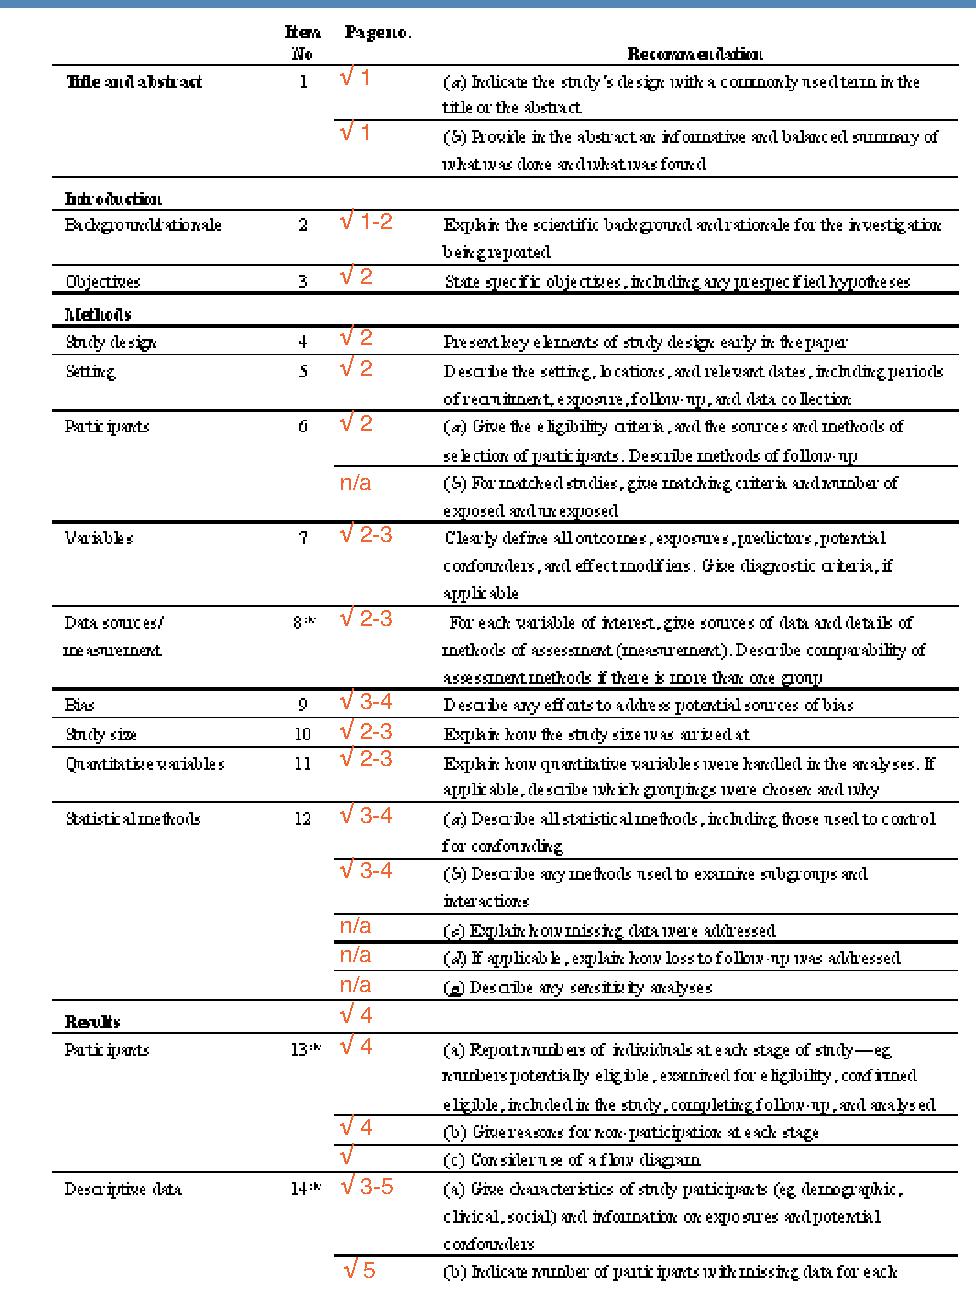 Item Page no.
No Recommendation
Title and abstract 1 √ 1 (a) Indicate the study's design with a commonly used term in the
title or the abstract
√ 1 (b) Provide in the abstract an informative and balanced summary of
what was done and what was found
Introduction
Background/rationale 2 √ 1-2 Explain the scientific background and rationale for the investigation
being reported
Objectives 3 √ 2 State specific objectives, including any prespecified hypotheses
Methods
Study design 4 √ 2 Present key elements of study design early in the paper
Setting 5 √ 2 Describe the setting, locations, and relevant dates, including periods
of recruitment, exposure, follow-up, and data collection
Participants 6 √ 2 (a) Give the eligibility criteria, and the sources and methods of
selection of participants. Describe methods of follow-up
n/a (b) For matched studies, give matching criteria and number of
exposed and unexposed
Variables 7 √ 2-3 Clearly define all outcomes, exposures, predictors, potential
confounders, and effect modifiers. Give diagnostic criteria, if
applicable
Data sources/ 8* √ 2-3 For each variable of interest, give sources of data and details of
measurement methods of assessment (measurement). Describe comparability of
assessment methods if there is more than one group
Bias 9 √ 3-4 Describe any efforts to address potential sources of bias
Study size 10 √ 2-3 Explain how the study size was arrived at
Quantitative variables 11 √ 2-3 Explain how quantitative variables were handled in the analyses. If
applicable, describe which groupings were chosen and why
Statistical methods 12 √ 3-4 (a) Describe all statistical methods, including those used to control
for confounding
√ 3-4 (b) Describe any methods used to examine subgroups and
interactions
n/a (c) Explain how missing data were addressed
n/a (d) If applicable, explain how loss to follow-up was addressed
n/a (e) Describe any sensitivity analyses
Results √ 4
Participants 13* √ 4 (a) Report numbers of individuals at each stage of study—eg
numbers potentially eligible, examined for eligibility, confirmed
eligible, included in the study, completing follow-up, and analysed
√ 4 (b) Give reasons for non-participation at each stage
√ (c) Consider use of a flow diagram
Descriptive data 14* √ 3-5 (a) Give characteristics of study participants (eg demographic,
clinical, social) and information on exposures and potential
confounders
√ 5 (b) Indicate number of participants with missing data for each